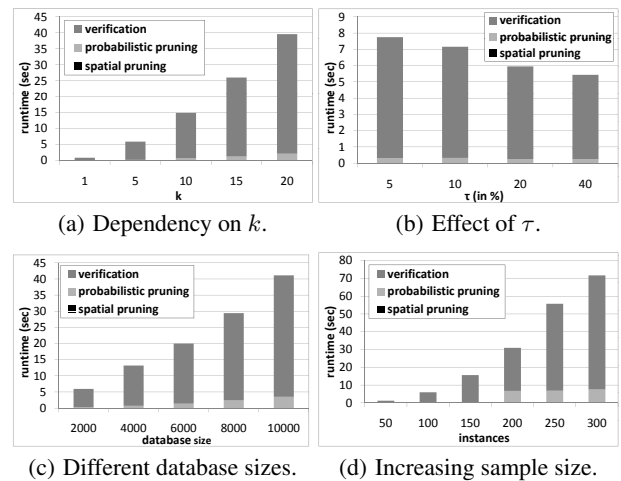 45
40
35
30
25
20
15
10
5
0
runtime (sec)
verification
probabilistic pruning
spatial pruning
1 5 10 15 20
k
(a) Dependency on k.
9
8
7
6
5
4
3
2
1
0
runtime (sec)
verification
probabilistic pruning
spatial pruning
5 10 20 40
τ (in %)
(b) Effect of τ.
45
40
35
30
25
20
15
10
5
0
runtime (sec)
verification
probabilistic pruning
spatial pruning
2000 4000 6000 8000 10000
database size
(c) Different database sizes.
80
70
60
50
40
30
20
10
0
runtime (sec)
verification
probabilistic pruning
spatial pruning
50 100 150 200 250 300
instances
(d) Increasing sample size.